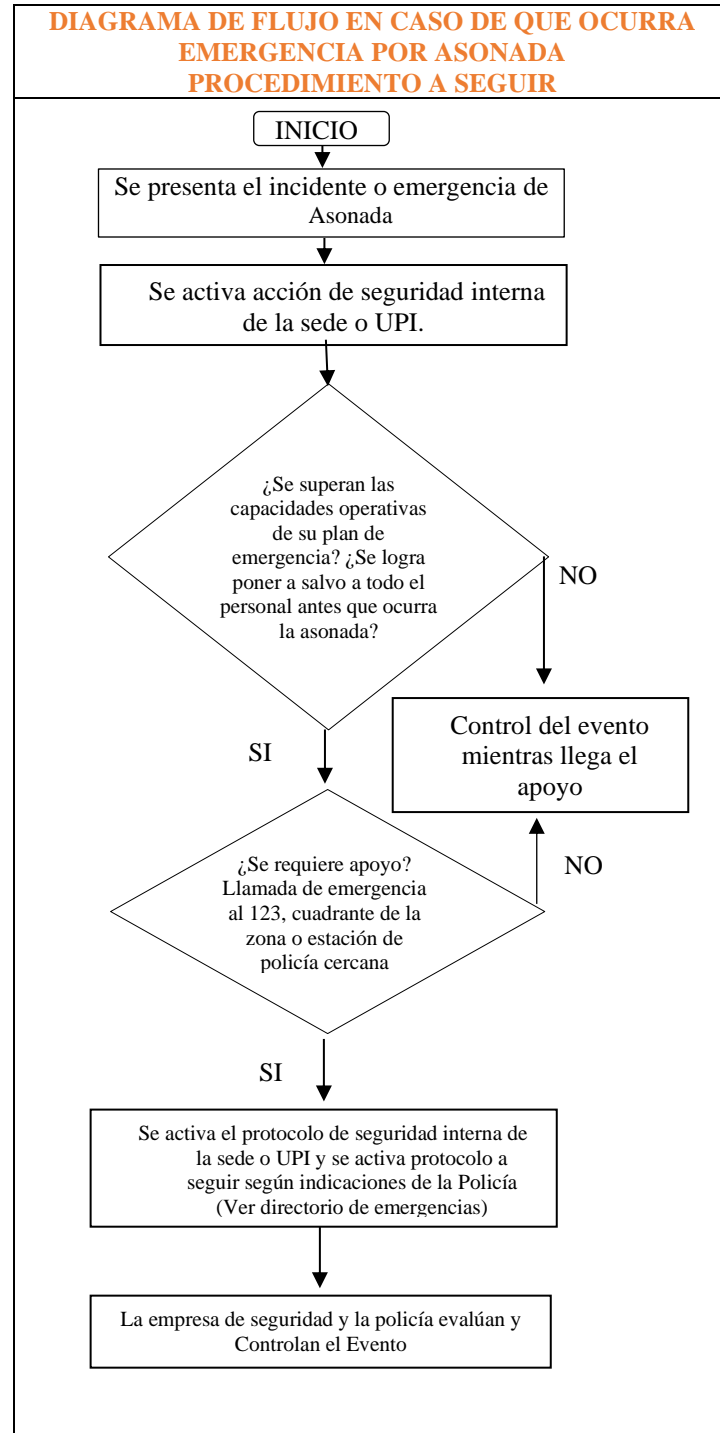 DIAGRAMA DE FLUJO EN CASO DE QUE OCURRA
EMERGENCIA POR ASONADA
PROCEDIMIENTO A SEGUIR
INICIO
Se presenta el incidente o emergencia de
Asonada
Se activa acción de seguridad interna
de la sede o UPI.
¿Se superan las
capacidades operativas
de su plan de
emergencia? ¿Se logra
poner a salvo a todo el
personal antes que ocurra
la asonada?
NO
Control del evento
mientras llega el
apoyo
SI
¿Se requiere apoyo?
Llamada de emergencia
al 123, cuadrante de la
zona o estación de
policía cercana
NO
SI
Se activa el protocolo de seguridad interna de
la sede o UPI y se activa protocolo a
seguir según indicaciones de la Policía
(Ver directorio de emergencias)
La empresa de seguridad y la policía evalúan y
Controlan el Evento